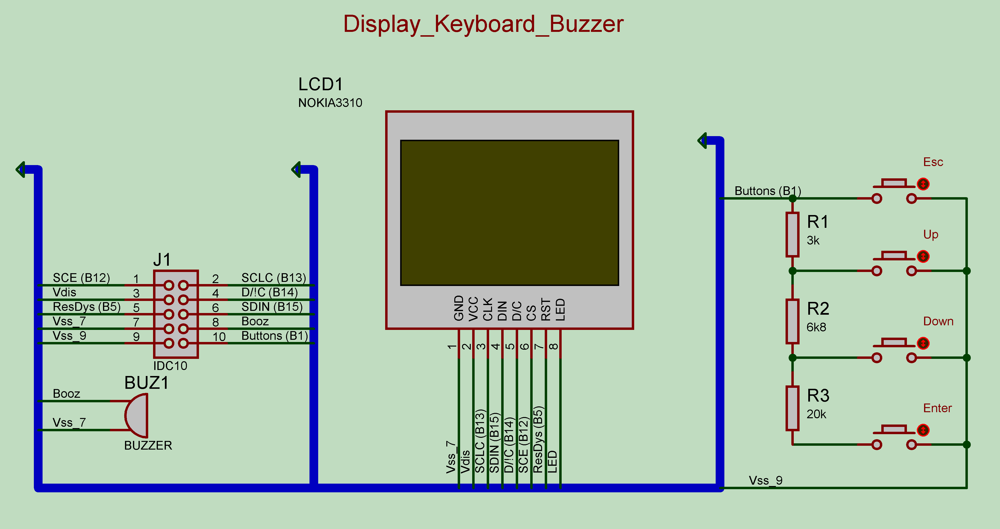 Display_Keyboard_Buzzer
LCD1
NOKIA3310
GND
VCC
CLK
DIN
D/C
CS
RST
LED
1
2
3
4
5
6
7
8
Vss_7
Vdis
SCLC (B13)
SDIN (B15)
D/!C (B14)
SCE (B12)
ResDys (B5)
LED
J1
SCE (B12) 1 2 SCLC (B13)
Vdis 3 4 D/!C (B14)
ResDys (B5) 5 6 SDIN (B15)
Vss_7 7 8 Booz
Vss_9 9 10 Buttons (B1)
IDC10
BUZ1
Booz
Vss_7
BUZZER
Esc
Buttons (B1)
R1
3k
Up
R2
6k8
Down
R3
20k
Enter
Vss_9